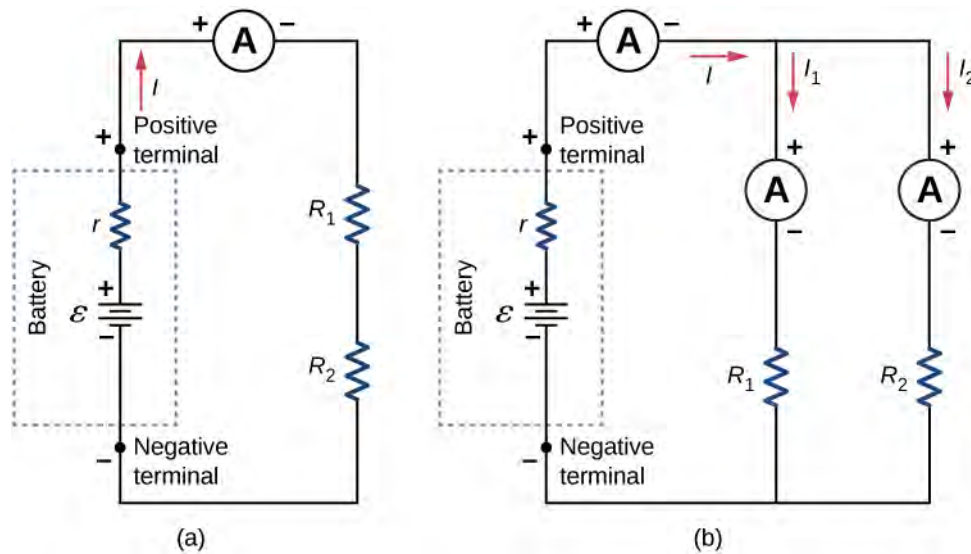 + A −
I
+ Positive
terminal
r
R1
Battery
+
ε
−
R2
− Negative
terminal
(a)
+ A −
I
I1
I2
+ Positive
terminal
+
A
−
+
A
−
r
Battery
+
ε
−
R1
R2
− Negative
terminal
(b)